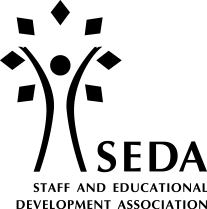 SEDA
STAFF AND EDUCATIONAL
DEVELOPMENT ASSOCIATION